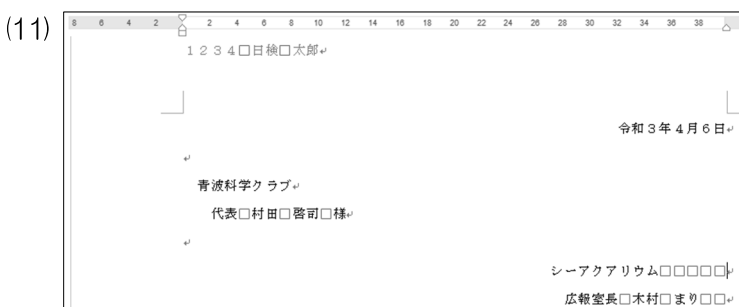 (11)
8 6 4 2 2 4 6 8 10 12 14 16 18 20 22 24 26 28 30 32 34 36 38
１２３４□日検□太郎↵
令和３年４月６日↵
↵
青波科学クラブ↵
代表□村田□啓司□様↵
↵
シーアクアリウム□□□□□↵
広報室長□木村□まり□□↵